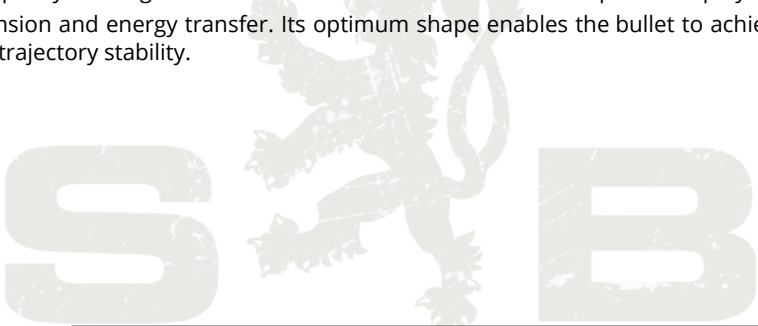 nsion and energy transfer. Its optimum shape enables the bullet to achie
trajectory stability.
S B